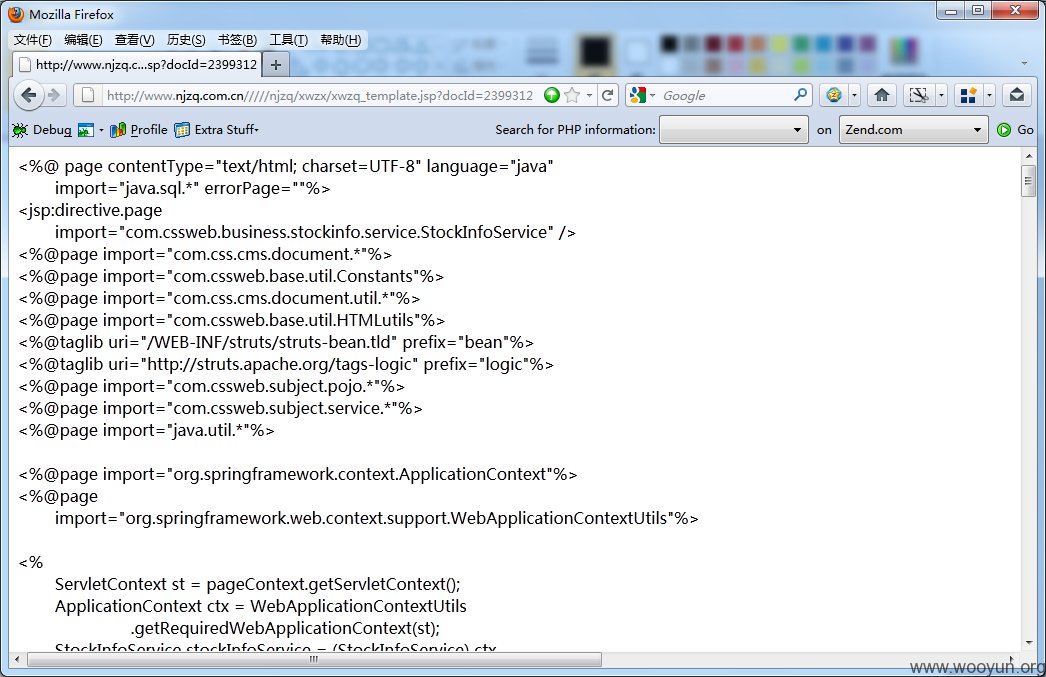 Mozilla Firefox
文件(F) 编辑(E) 查看(V) 历史(S) 书签(B) 工具(T) 帮助(H)
http://www.njzq.c...sp?docId=2399312
http://www.njzq.com.cn/////njzq/xwzx/xwzq_template.jsp?docId=2399312 Google
Debug Profile Extra Stuff Search for PHP information: on Zend.com Go
<%@ page contentType="text/html; charset=UTF-8" language="java"
import="java.sql.*" errorPage=""%>
<jsp:directive.page
import="com.cssweb.business.stockinfo.service.StockInfoService" />
<%@page import="com.css.cms.document.*"%>
<%@page import="com.cssweb.base.util.Constants"%>
<%@page import="com.css.cms.document.util.*"%>
<%@page import="com.cssweb.base.util.HTMLutils"%>
<%@taglib uri="/WEB-INF/struts/struts-bean.tld" prefix="bean"%>
<%@taglib uri="http://struts.apache.org/tags-logic" prefix="logic"%>
<%@page import="com.cssweb.subject.pojo.*"%>
<%@page import="com.cssweb.subject.service.*"%>
<%@page import="java.util.*"%>
<%@page import="org.springframework.context.ApplicationContext"%>
<%@page
import="org.springframework.web.context.support.WebApplicationContextUtils"%>
<%
ServletContext st = pageContext.getServletContext();
ApplicationContext ctx = WebApplicationContextUtils
.getRequiredWebApplicationContext(st);
StockInfoService stockInfoService = (StockInfoService) ctx
www.wooyun.org